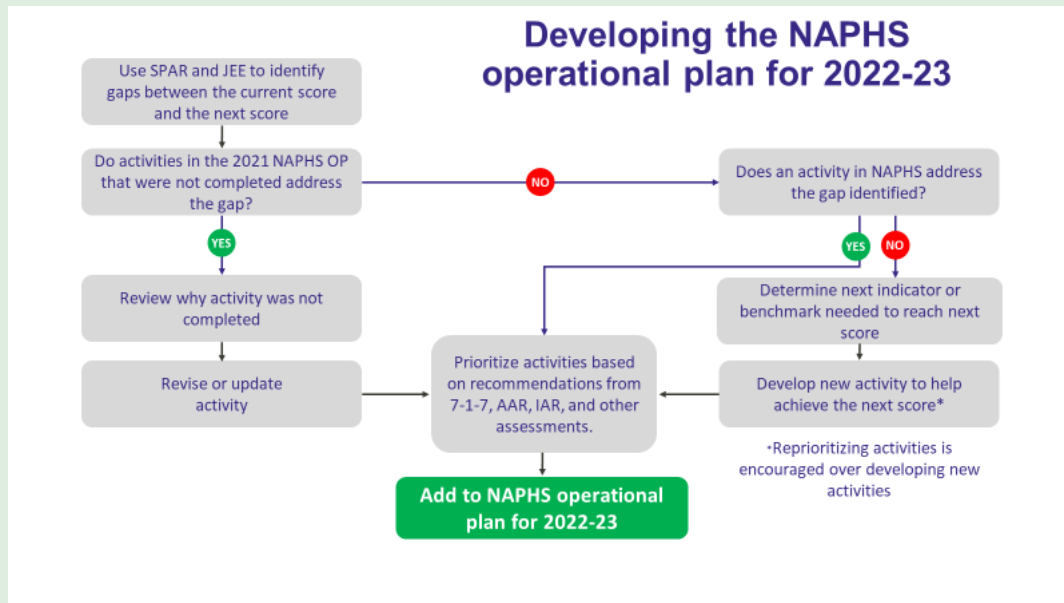 Developing the NAPHS
operational plan for 2022-23
Use SPAR and JEE to identify
gaps between the current score
and the next score
Do activities in the 2021 NAPHS OP
that were not completed address
the gap?
NO
Does an activity in NAPHS address
the gap identified?
YES
YES
NO
Review why activity was not
completed
Determine next indicator or
benchmark needed to reach next
score
Revise or update
activity
Prioritize activities based
on recommendations from
7-1-7, AAR, IAR, and other
assessments.
Develop new activity to help
achieve the next score*
*Reprioritizing activities is
encouraged over developing new
activities
Add to NAPHS operational
plan for 2022-23